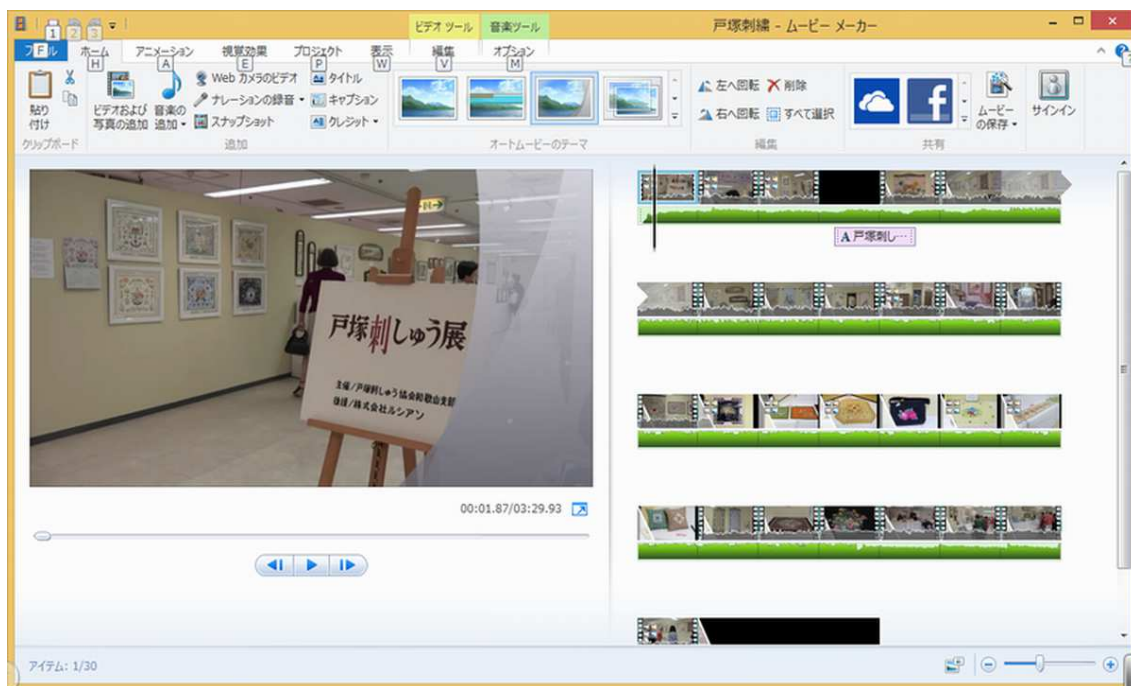 ビデオ ツール 音楽ツール 戸塚刺繍 - ムービー メーカー
1 2 3
ファイル ホーム アニメーション 視覚効果 プロジェクト 表示 編集 オプション
F H A E P W V M
貼り付け
クリップボード
ビデオおよび写真の追加
音楽の追加
Web カメラのビデオ
ナレーションの録音
スナップショット
タイトル
キャプション
クレジット
追加
オートムービーのテーマ
左へ回転 削除
右へ回転 すべて選択
編集
共有
ムービーの保存
サインイン
戸塚刺しゅう展
主催/戸塚刺しゅう協会和歌山支部
後援/株式会社ルシアン
00:01.87/03:29.93
A 戸塚刺し…
アイテム: 1/30